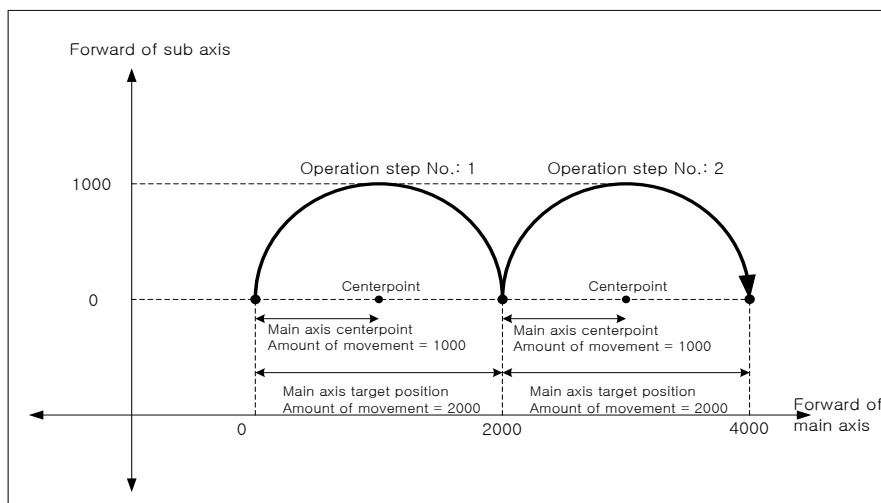 Forward of sub axis
Operation step No.: 1
Operation step No.: 2
1000
Centerpoint
Centerpoint
0
Main axis centerpoint
Amount of movement = 1000
Main axis centerpoint
Amount of movement = 1000
Main axis target position
Amount of movement = 2000
Main axis target position
Amount of movement = 2000
Forward of
main axis
0
2000
4000